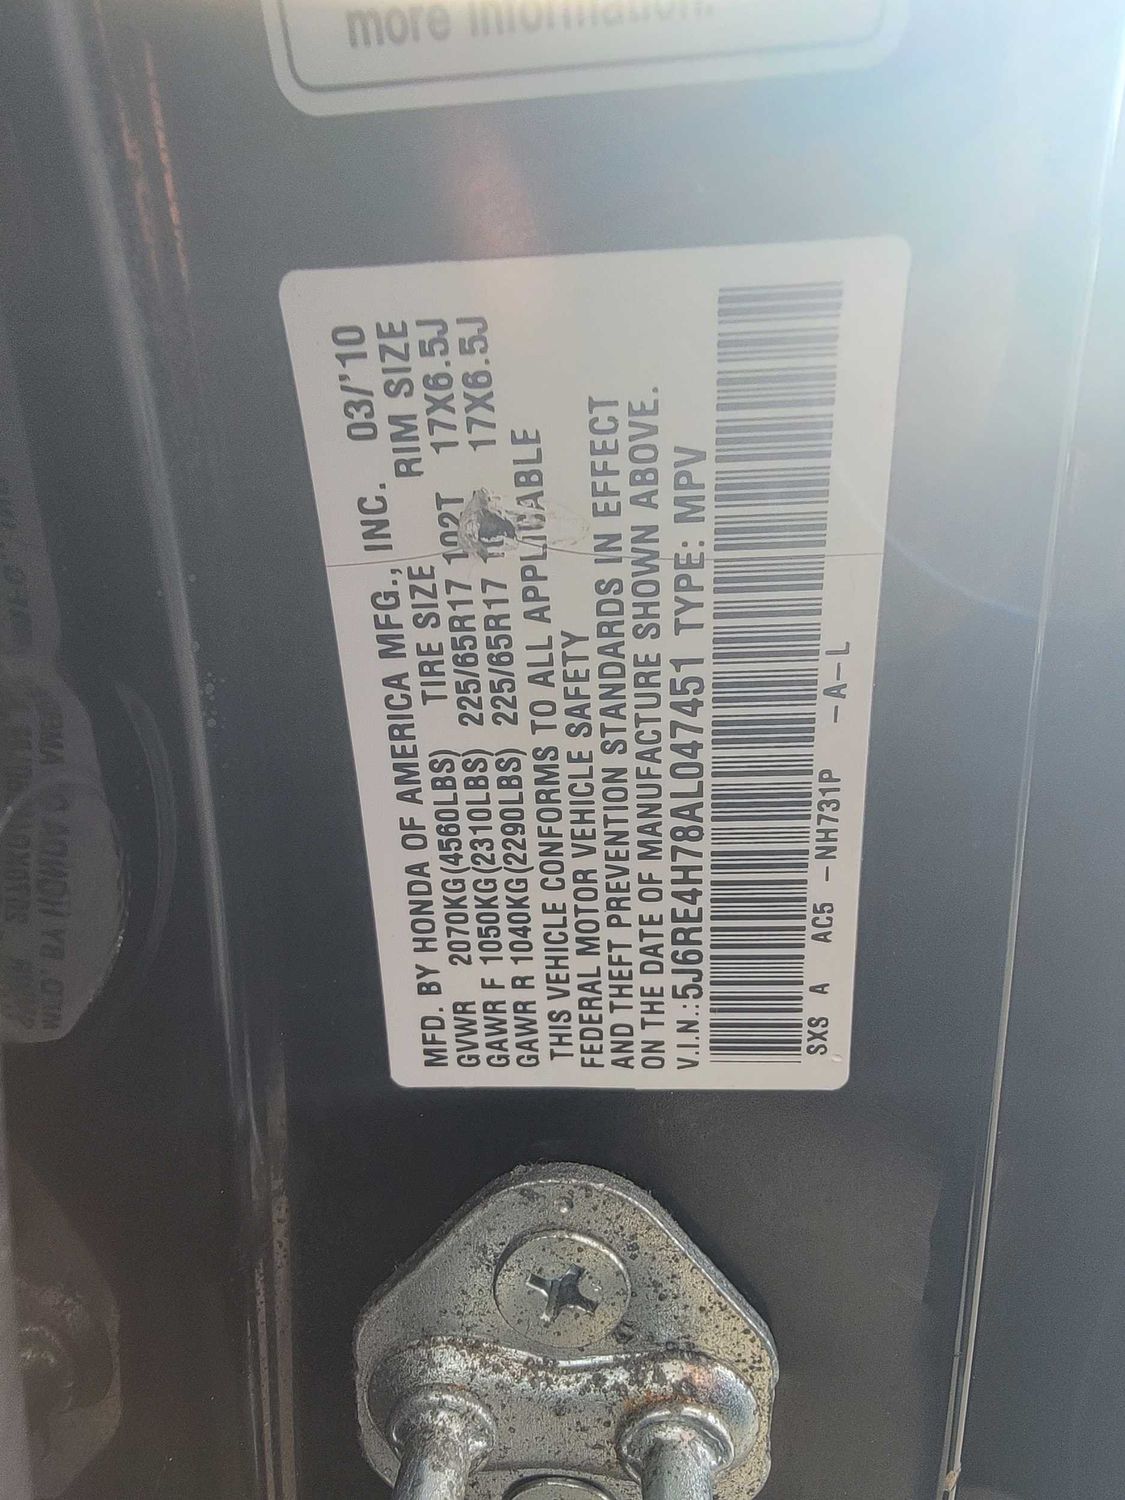 more information.
MFD. BY HONDA OF AMERICA MFG., INC. 03/'10
GVWR 2070KG(4560LBS) TIRE SIZE RIM SIZE
GAWR F 1050KG(2310LBS) 225/65R17 102T 17X6.5J
GAWR R 1040KG(2290LBS) 225/65R17 17X6.5J
THIS VEHICLE CONFORMS TO ALL APPLICABLE
FEDERAL MOTOR VEHICLE SAFETY
AND THEFT PREVENTION STANDARDS IN EFFECT
ON THE DATE OF MANUFACTURE SHOWN ABOVE.
V.I.N.:5J6RE4H78AL047451 TYPE: MPV
SXS A AC5 -NH731P -A-L